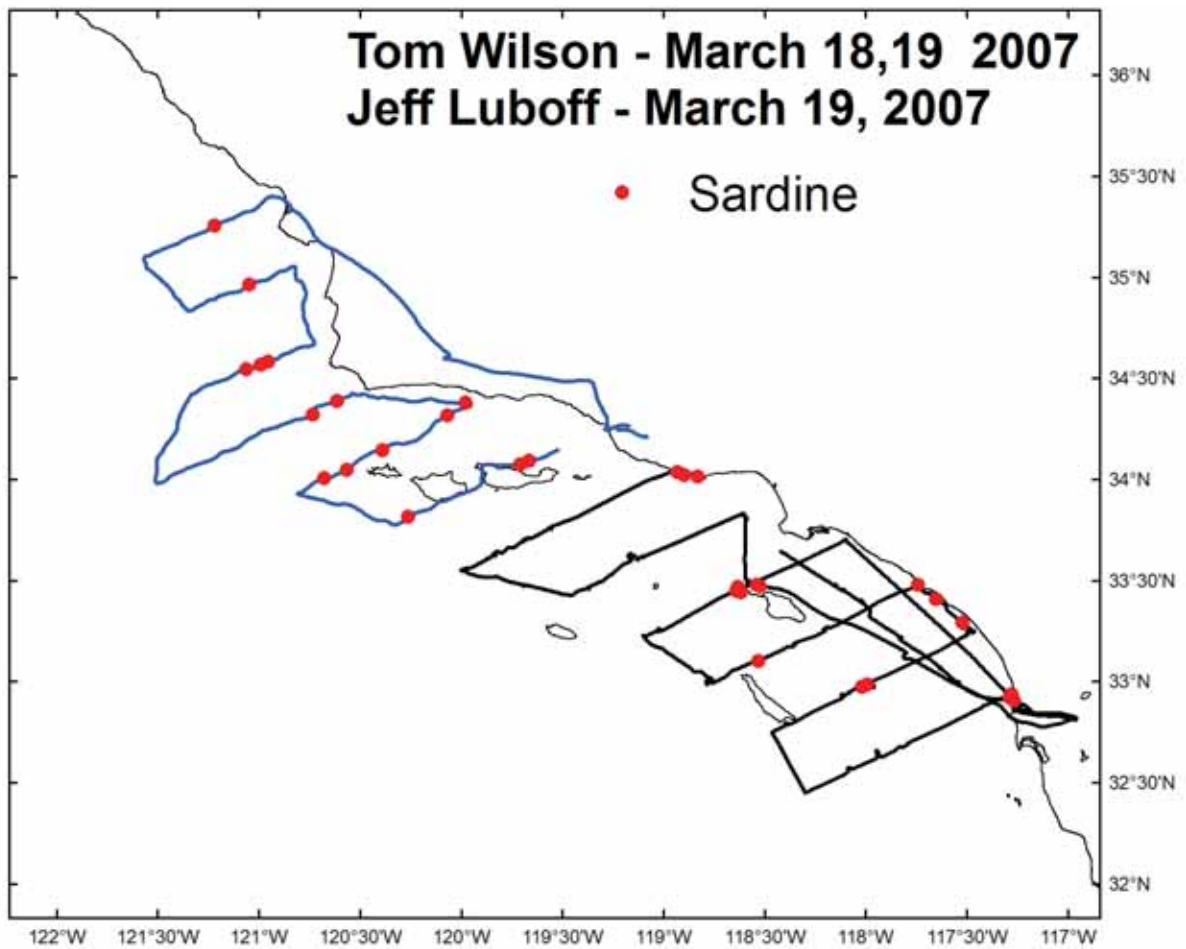 Tom Wilson - March 18,19  2007
Jeff Luboff - March 19, 2007
Sardine
36°N
35°30'N
35°N
34°30'N
34°N
33°30'N
33°N
32°30'N
32°N
122°W 121°30'W 121°W 120°30'W 120°W 119°30'W 119°W 118°30'W 118°W 117°30'W 117°W